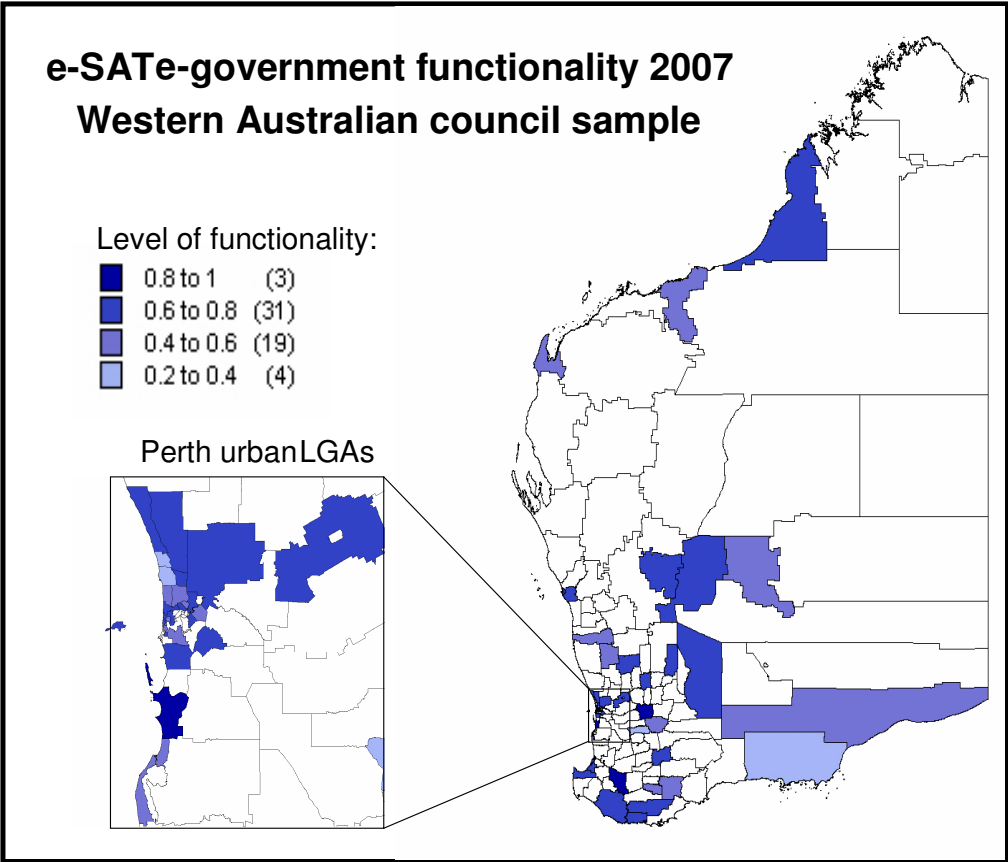 e-SATe-government functionality 2007
Western Australian council sample
Level of functionality:
0.8 to 1 (3)
0.6 to 0.8 (31)
0.4 to 0.6 (19)
0.2 to 0.4 (4)
Perth urbanLGAs